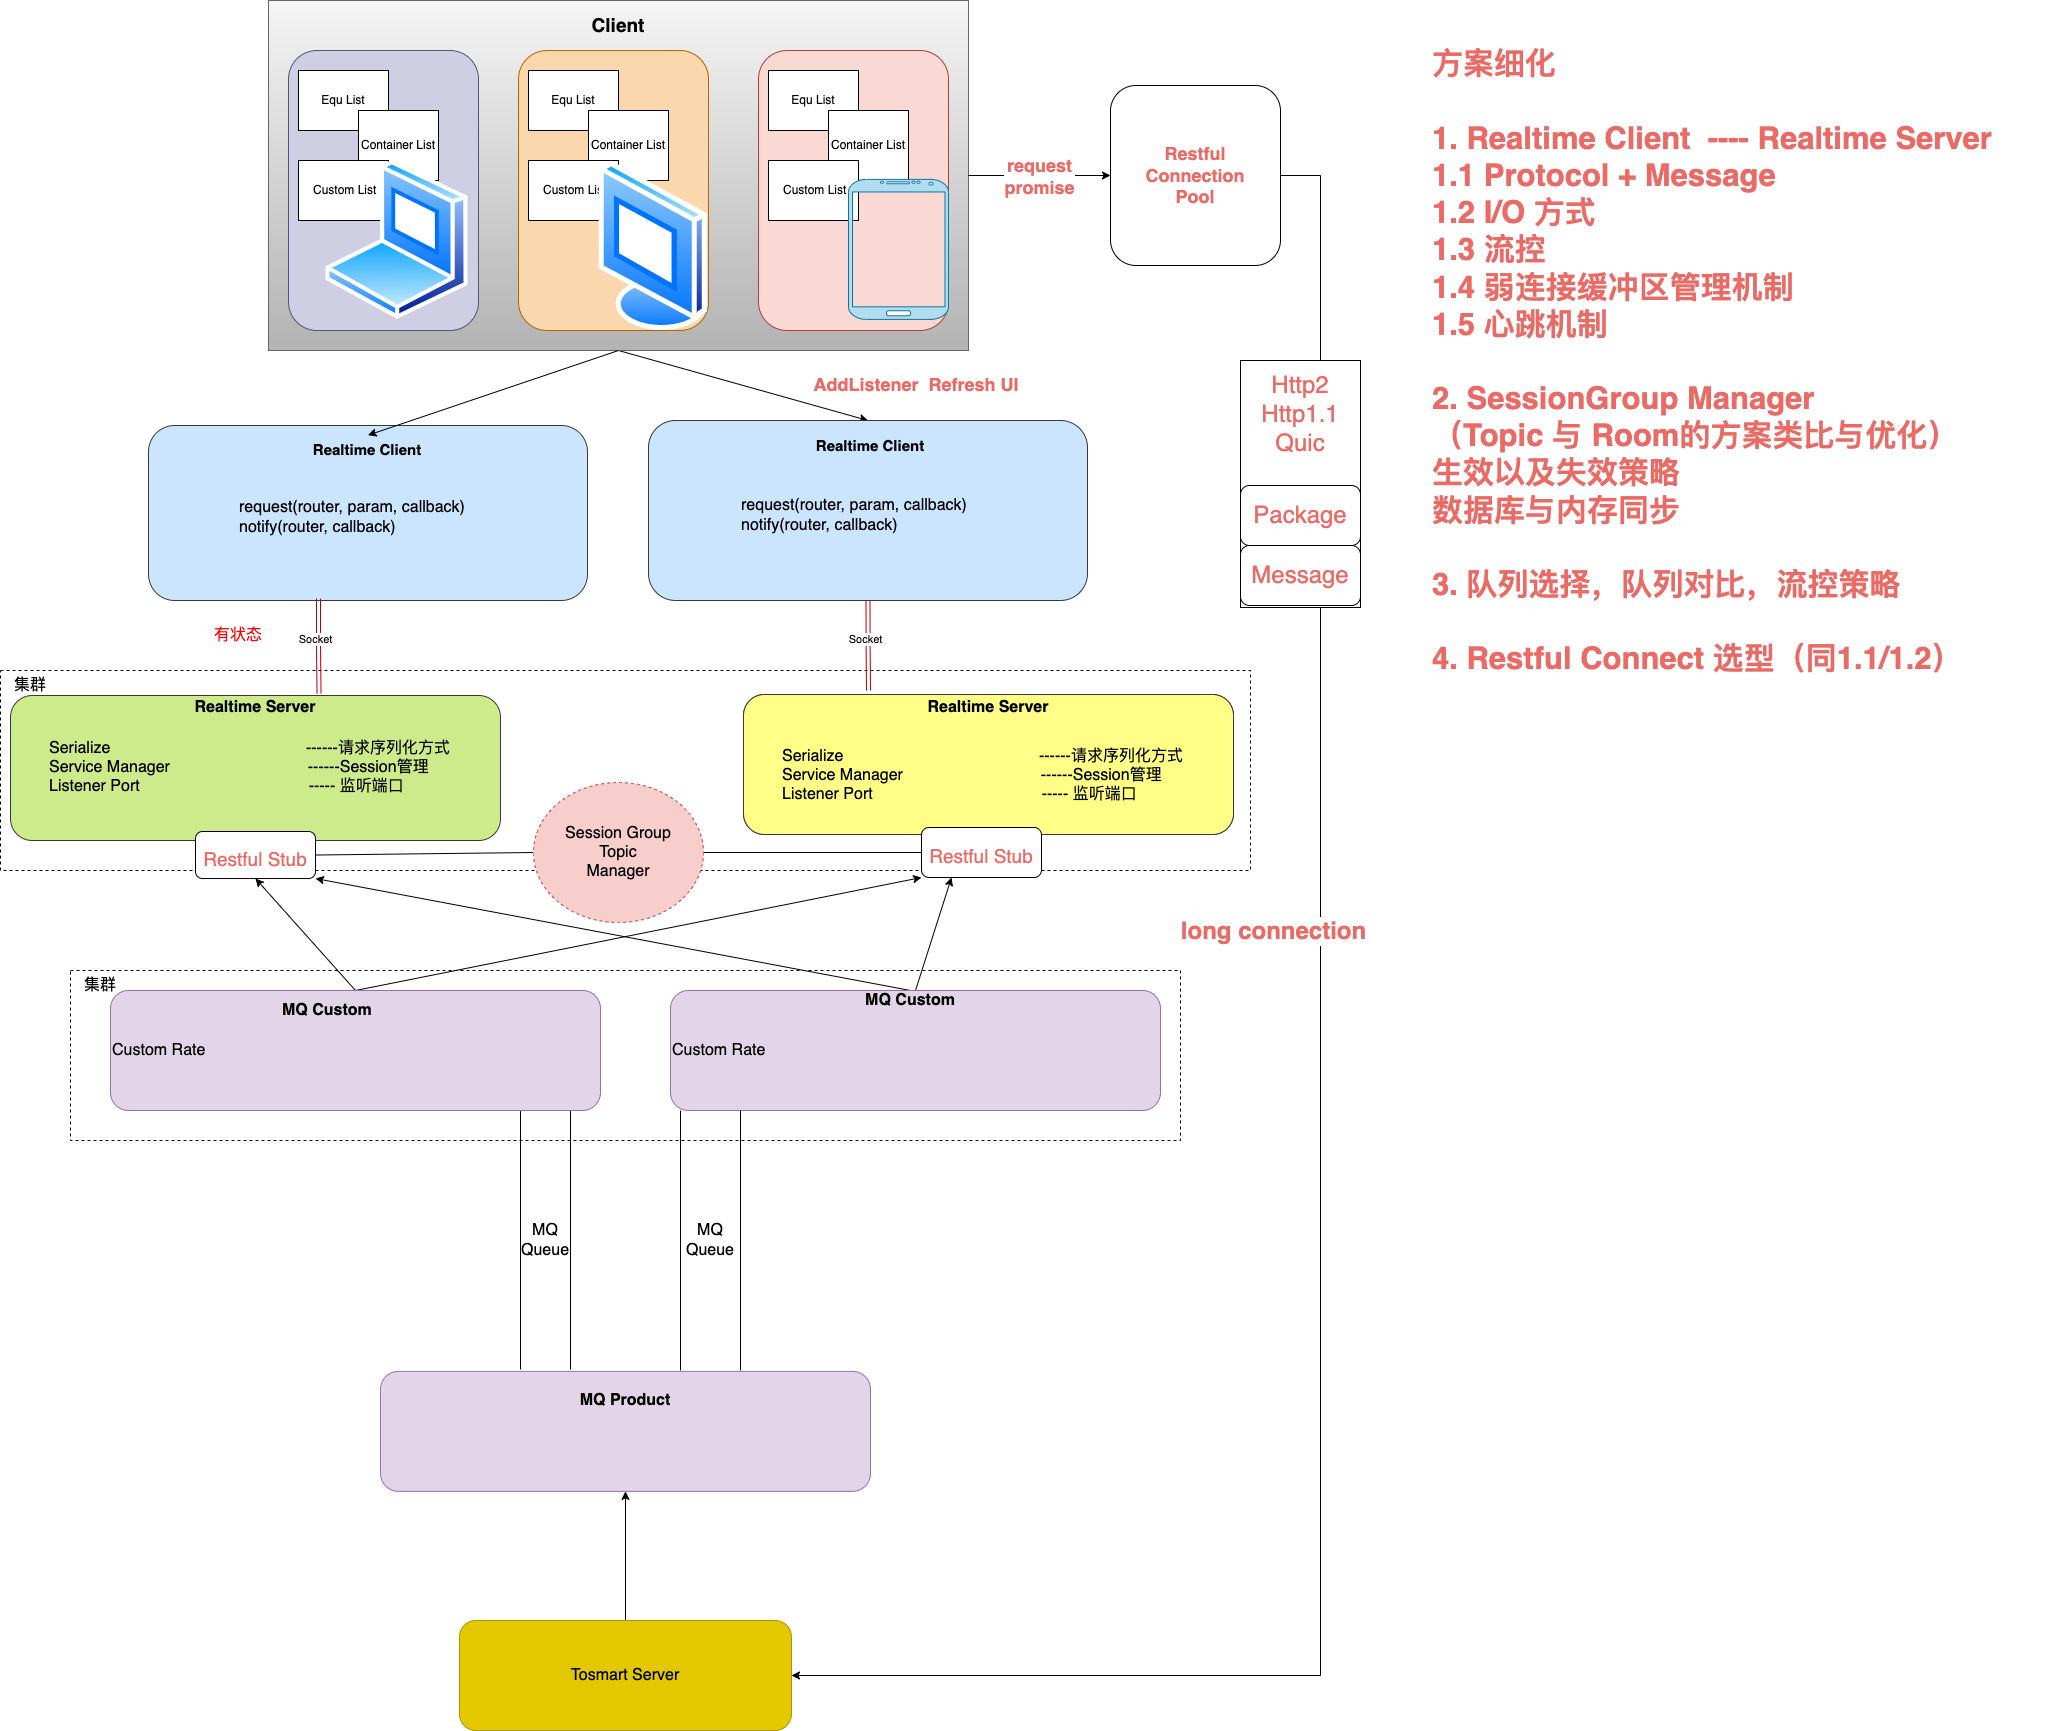 Client
Equ List
Container List
Custom List
Equ List
Container List
Custom Lis
Equ List
Container List
Custom List
request
promise
Restful
Connection
Pool
AddListener  Refresh UI
Realtime Client
request(router, param, callback)
notify(router, callback)
Realtime Client
request(router, param, callback)
notify(router, callback)
Http2
Http1.1
Quic
Package
Message
有状态
Socket
Socket
集群
Realtime Server
Serialize ------请求序列化方式
Service Manager ------Session管理
Listener Port ----- 监听端口
Realtime Server
Serialize ------请求序列化方式
Service Manager ------Session管理
Listener Port ----- 监听端口
Session Group
Topic
Manager
Restful Stub
Restful Stub
long connection
集群
MQ Custom
Custom Rate
MQ Custom
Custom Rate
MQ
Queue
MQ
Queue
MQ Product
Tosmart Server
方案细化
1. Realtime Client  ---- Realtime Server
1.1 Protocol + Message
1.2 I/O 方式
1.3 流控
1.4 弱连接缓冲区管理机制
1.5 心跳机制
2. SessionGroup Manager
（Topic 与 Room的方案类比与优化）
生效以及失效策略
数据库与内存同步
3. 队列选择，队列对比，流控策略
4. Restful Connect 选型（同1.1/1.2）